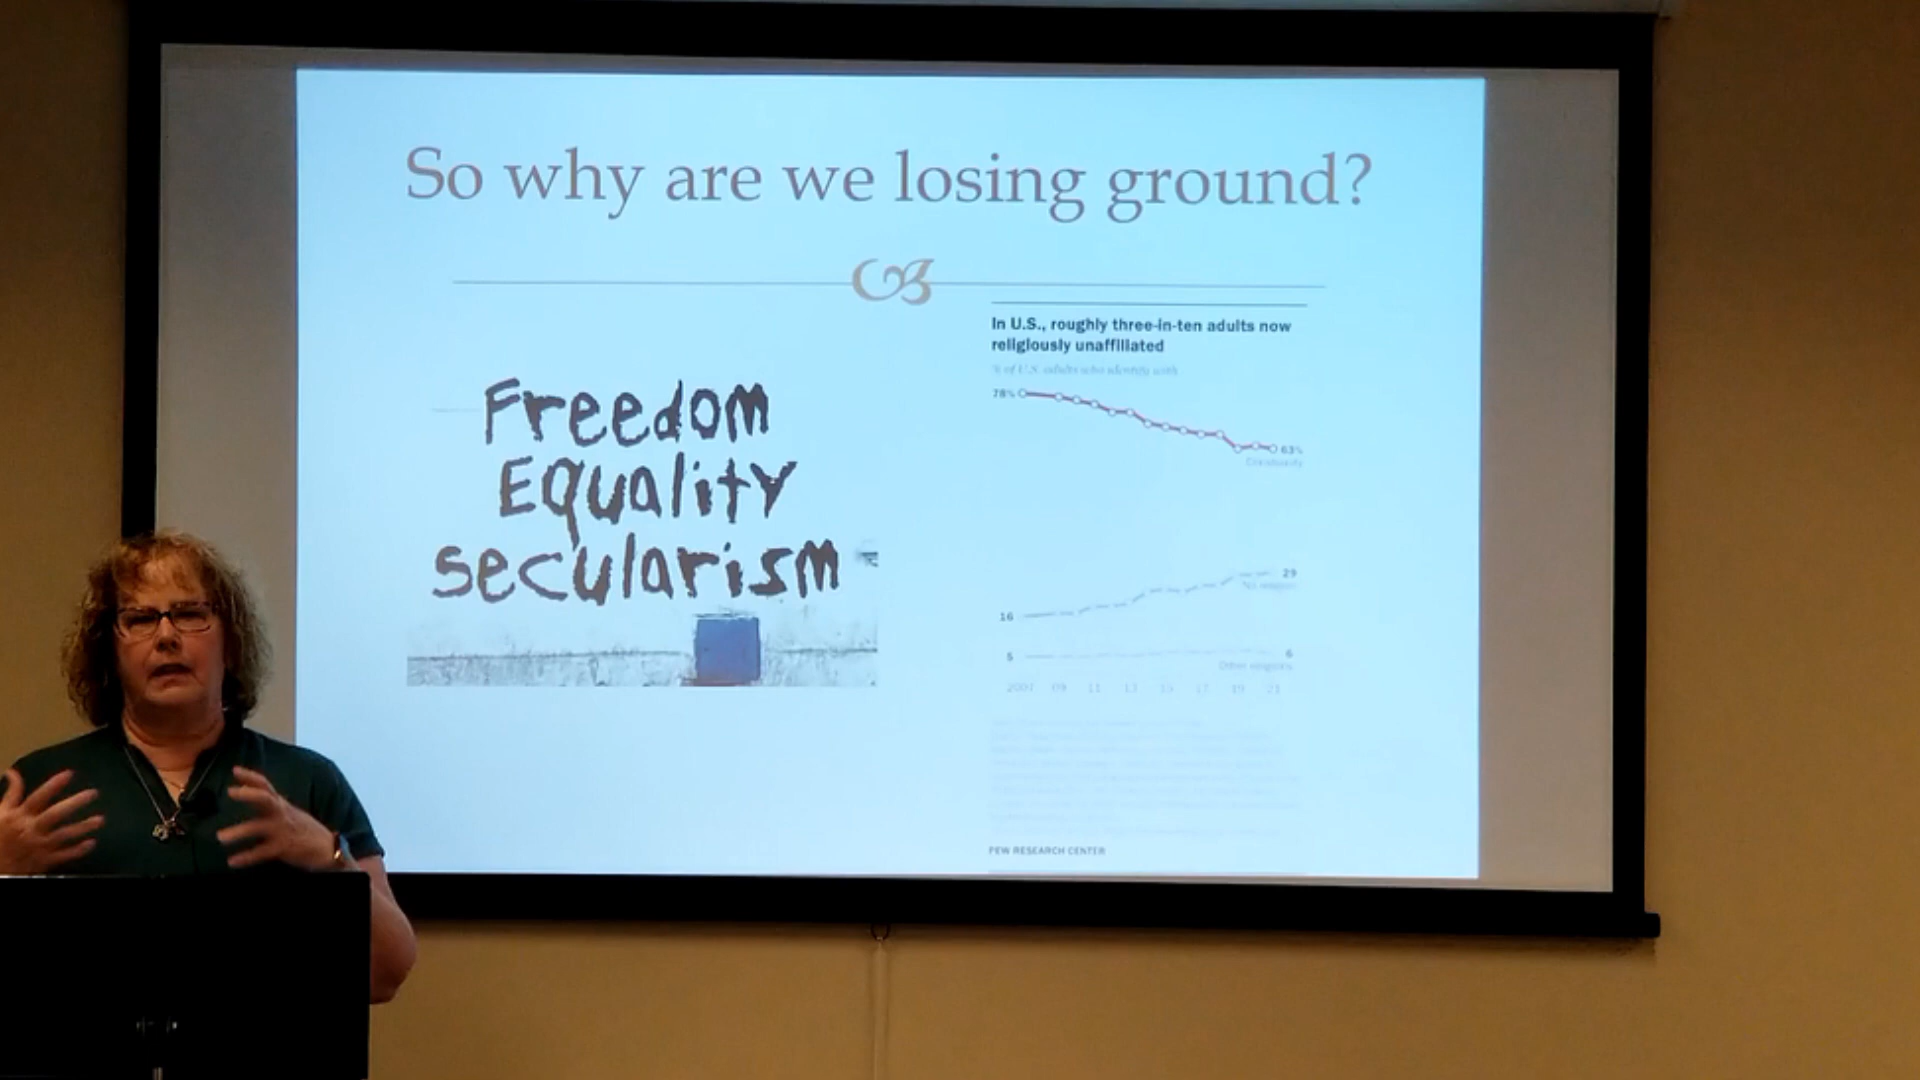 So why are we losing ground?
Freedom
Equality
secularism
In U.S., roughly three-in-ten adults now
religiously unaffiliated
% of U.S. adults who identify with
78%
63%
Christianity
29
No religion
16
5
6
Other religions
2007 09 11 13 15 17 19 21
PEW RESEARCH CENTER